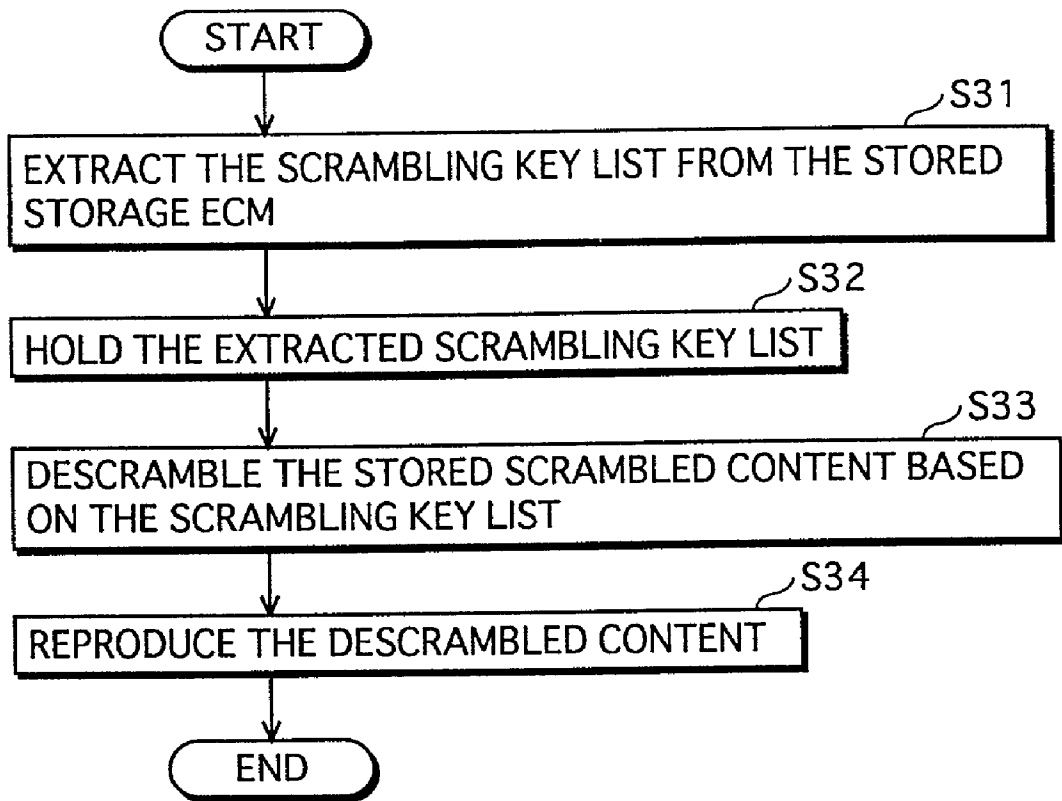 START
S31
EXTRACT THE SCRAMBLING KEY LIST FROM THE STORED
STORAGE ECM
S32
HOLD THE EXTRACTED SCRAMBLING KEY LIST
S33
DESCRAMBLE THE STORED SCRAMBLED CONTENT BASED
ON THE SCRAMBLING KEY LIST
S34
REPRODUCE THE DESCRAMBLED CONTENT
END